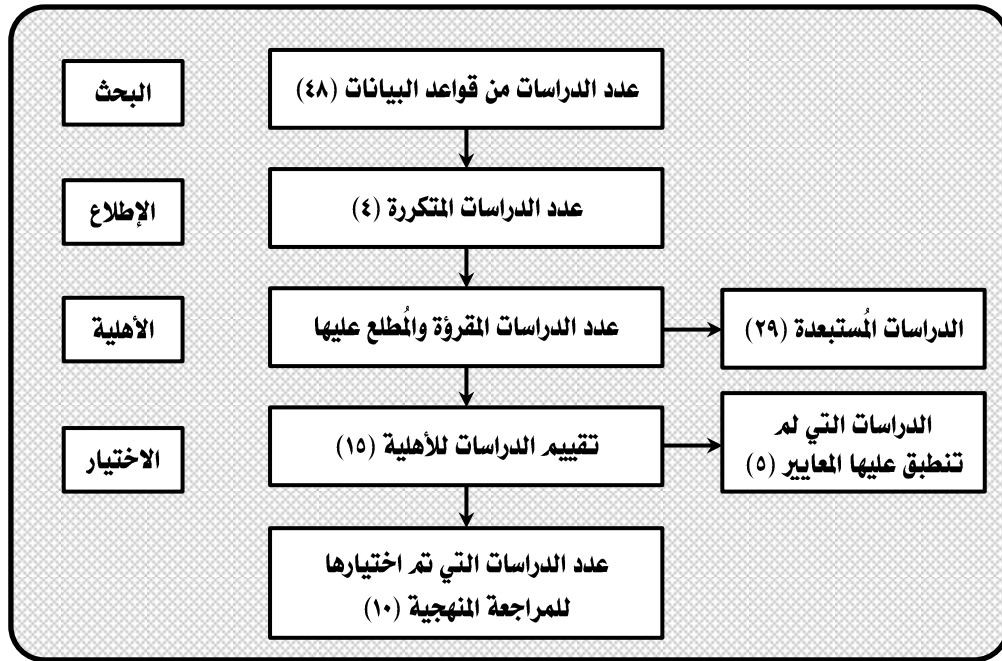 البحث
عدد الدراسات من قواعد البيانات (٤٨)
الإطلاع
عدد الدراسات المتكررة (٤)
الأهلية
عدد الدراسات المقرؤة والمُطلع عليها
الدراسات المُستبعدة (٢٩)
الاختيار
تقييم الدراسات للأهلية (١٥)
الدراسات التي لم
تنطبق عليها المعايير (٥)
عدد الدراسات التي تم اختيارها
للمراجعة المنهجية (١٠)